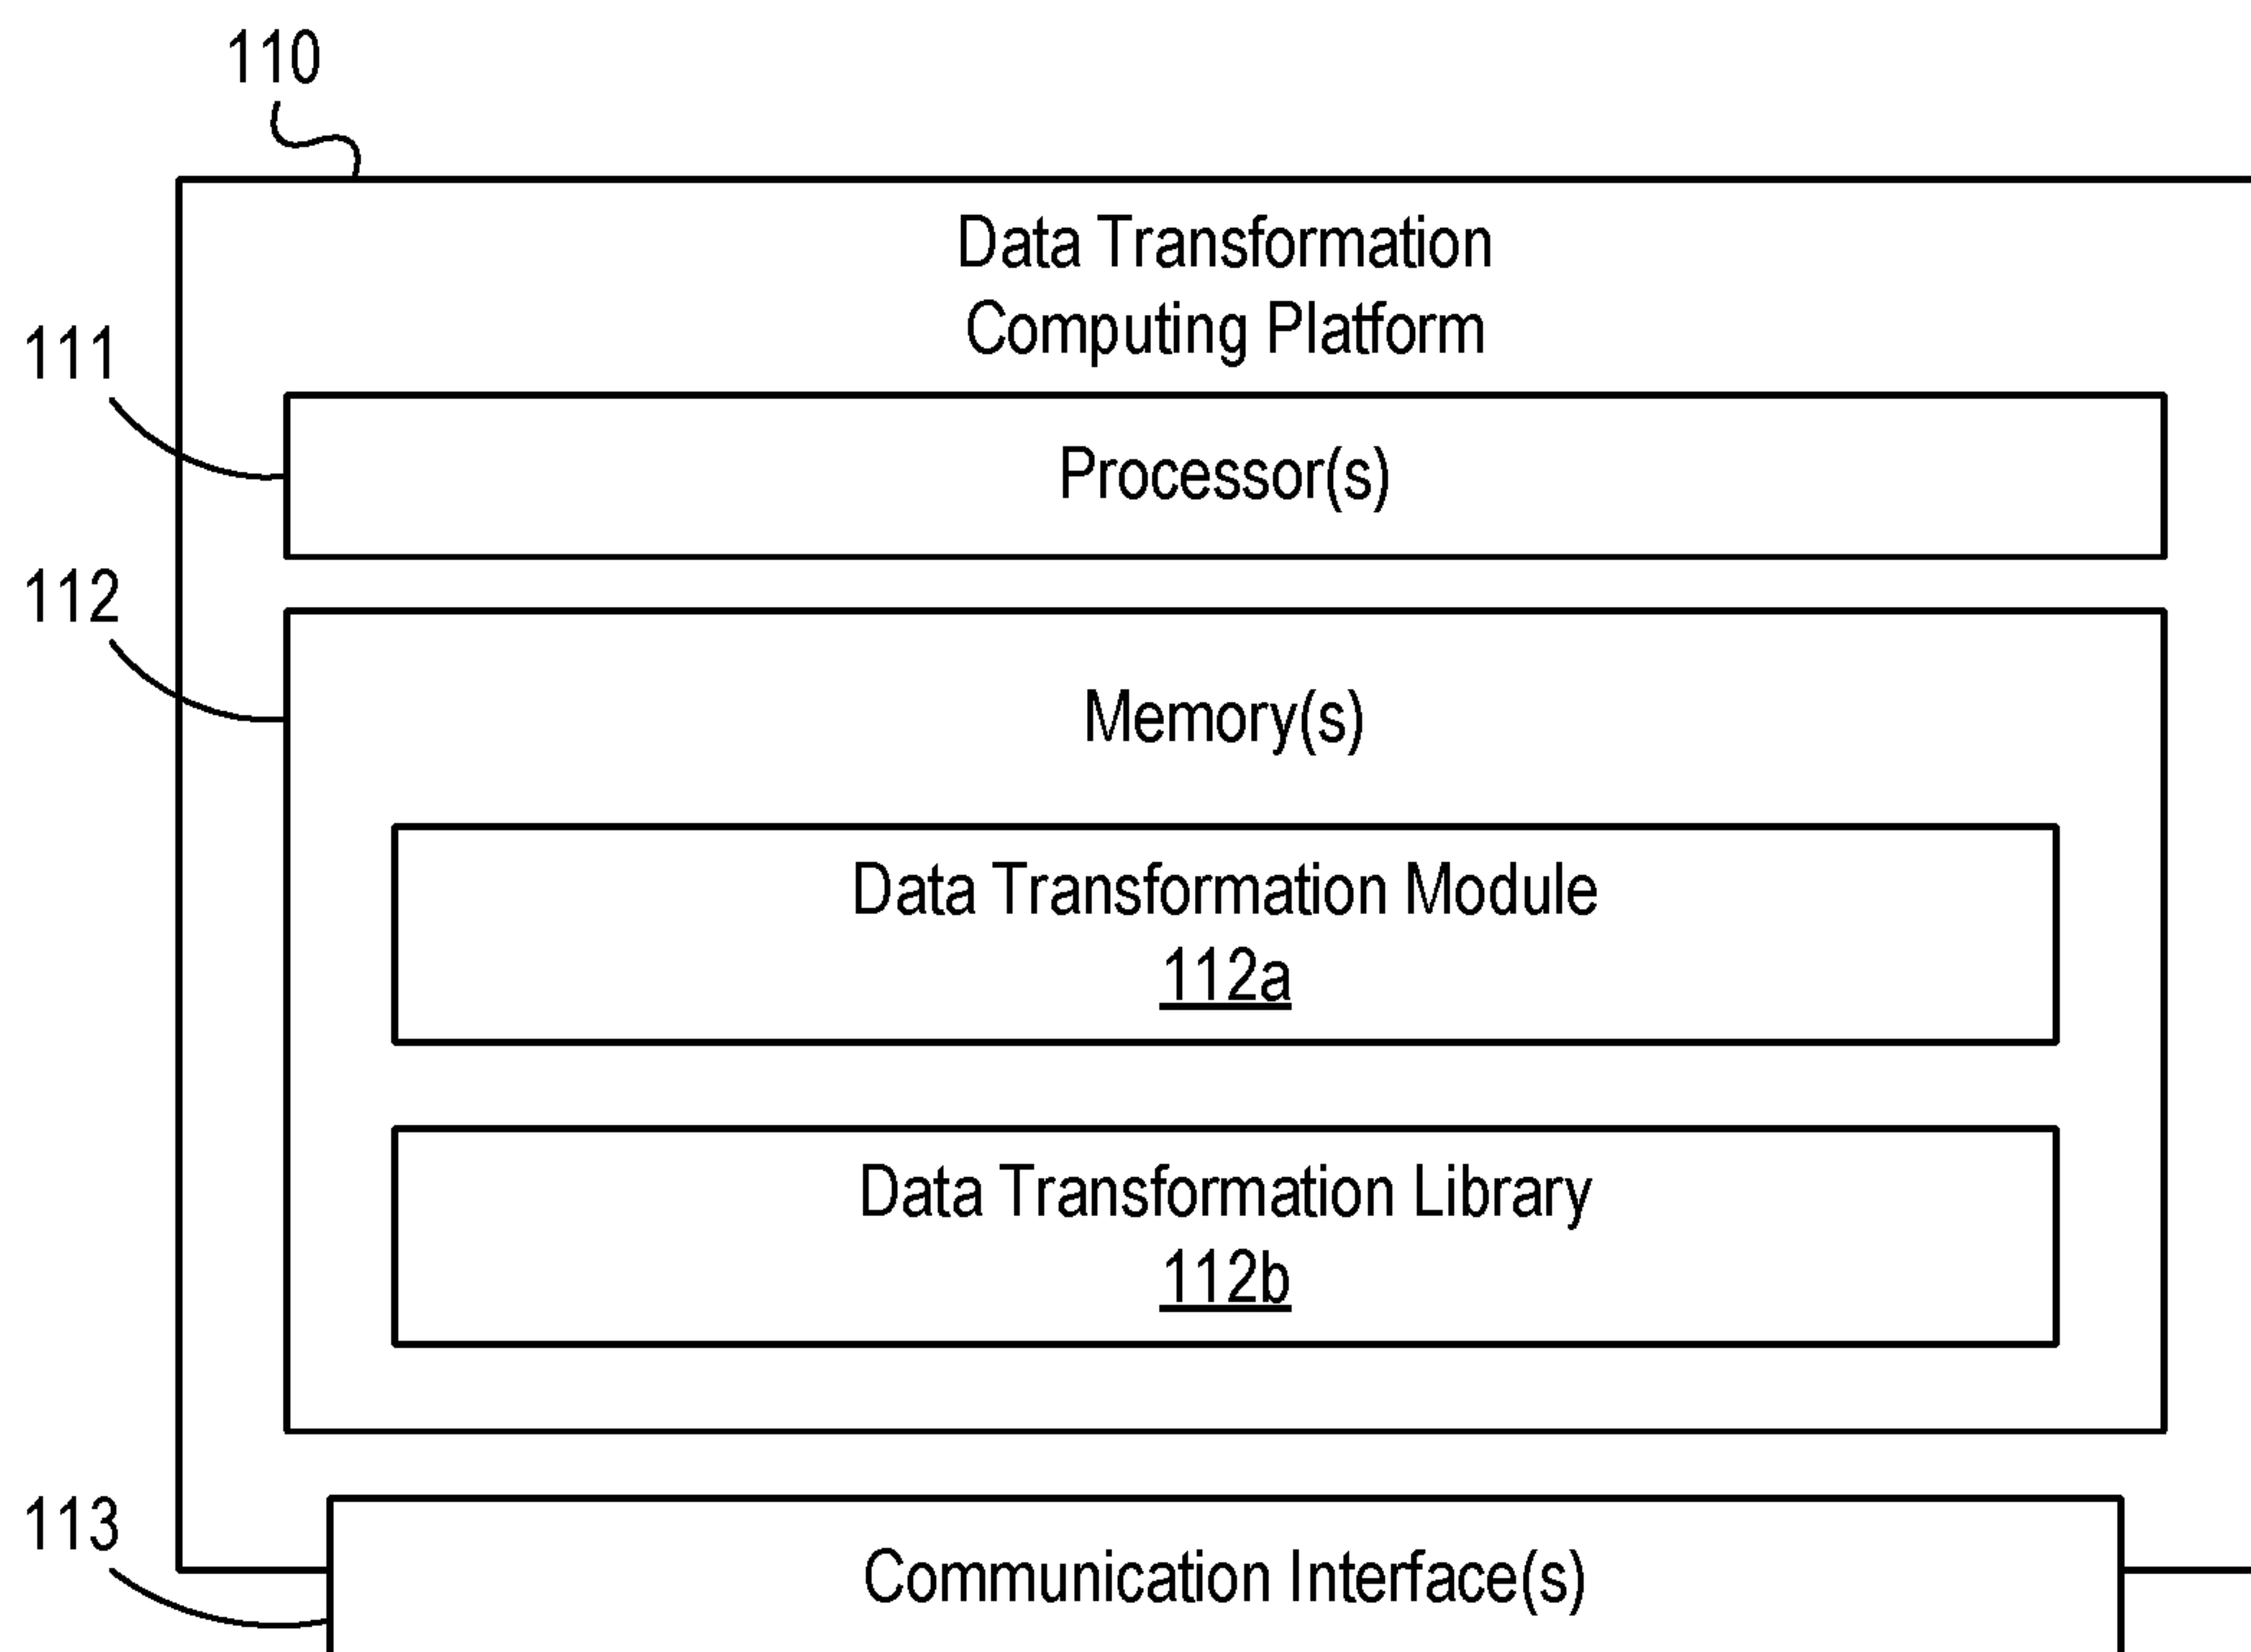 110
Data Transformation
Computing Platform
111
Processor(s)
112
Memory(s)
Data Transformation Module
112a
Data Transformation Library
112b
113
Communication Interface(s)